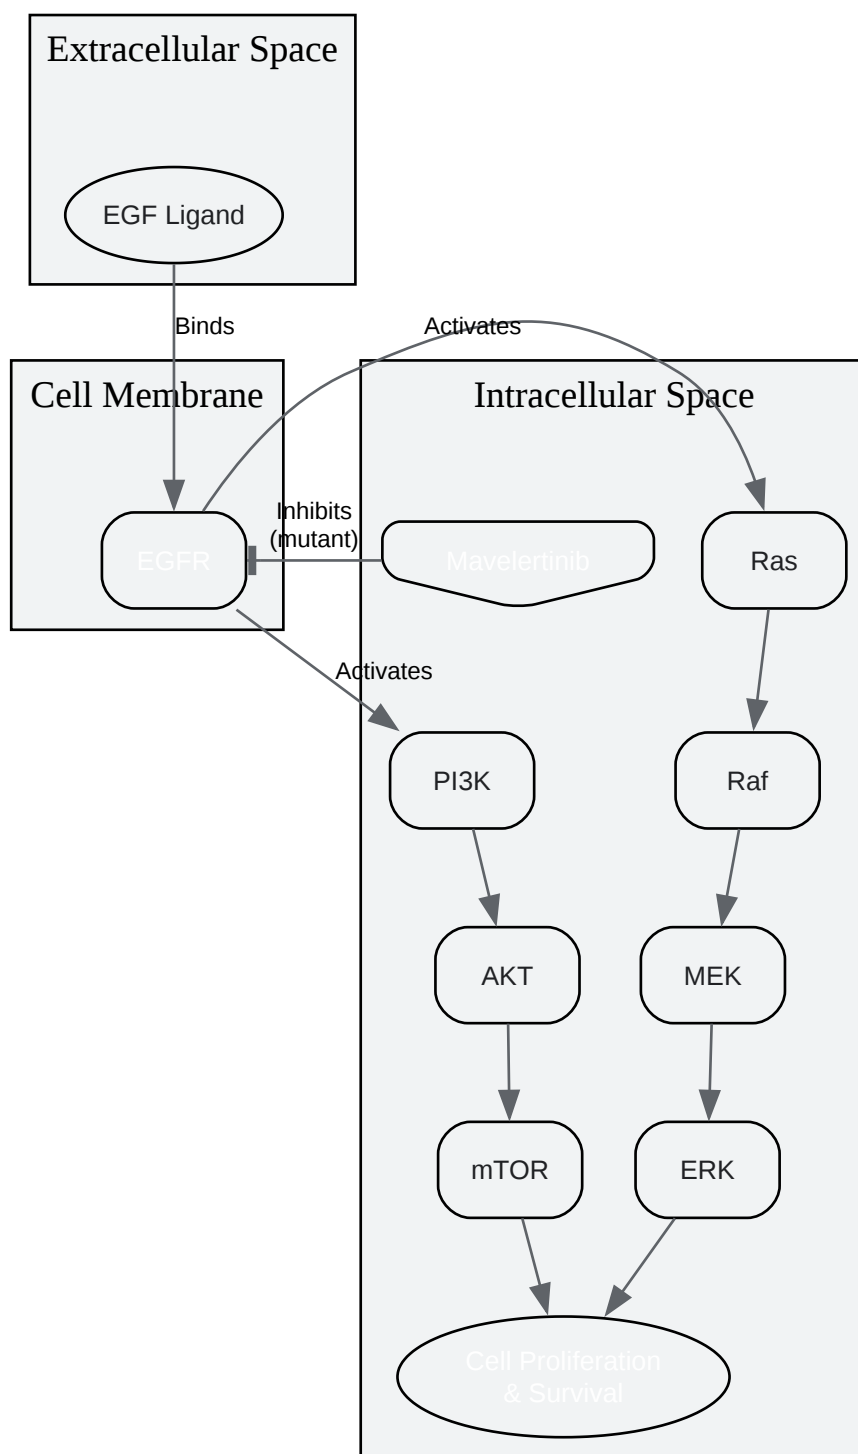 Extracellular Space
EGF Ligand
Binds
Activates
Cell Membrane
Intracellular Space
EGFR
Inhibits
(mutant)
Mavelertinib
Ras
Activates
PI3K
Raf
AKT
MEK
mTOR
ERK
Cell Proliferation
& Survival